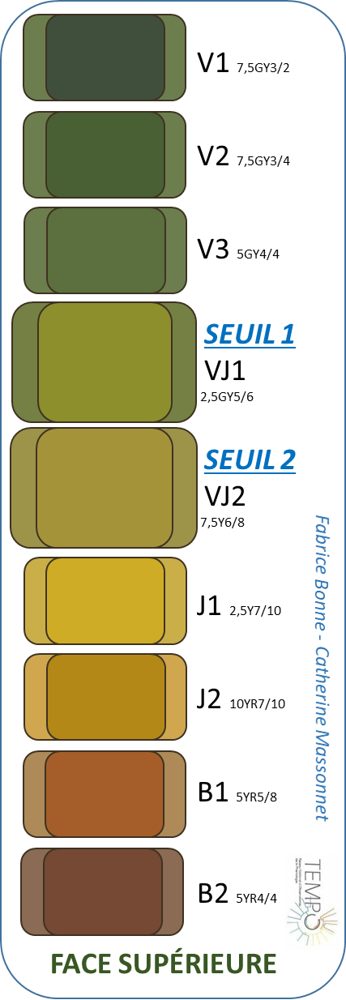 V1 7,5GY3/2
V2 7,5GY3/4
V3 5GY4/4
SEUIL 1
VJ1
2,5GY5/6
SEUIL 2
VJ2
7,5Y6/8
J1 2,5Y7/10
J2 10YR7/10
B1 5YR5/8
B2 5YR4/4
Fabrice Bonne - Catherine Massonnet
TEMPO
FACE SUPÉRIEURE